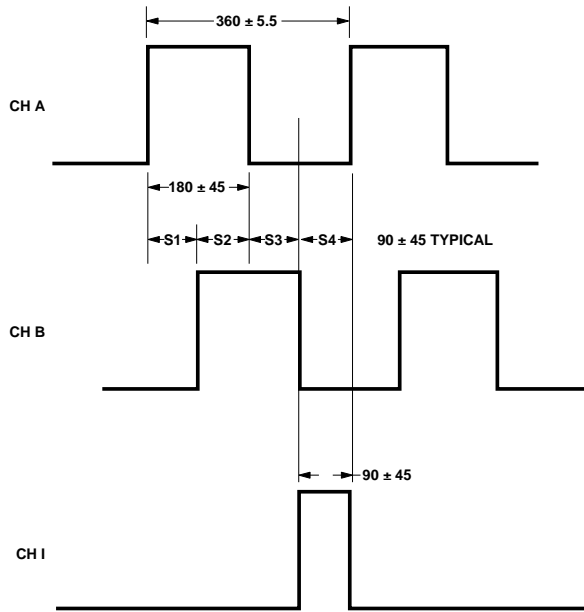 360 ± 5.5
CH A
180 ± 45
S1 S2 S3 S4 90 ± 45 TYPICAL
CH B
90 ± 45
CH I